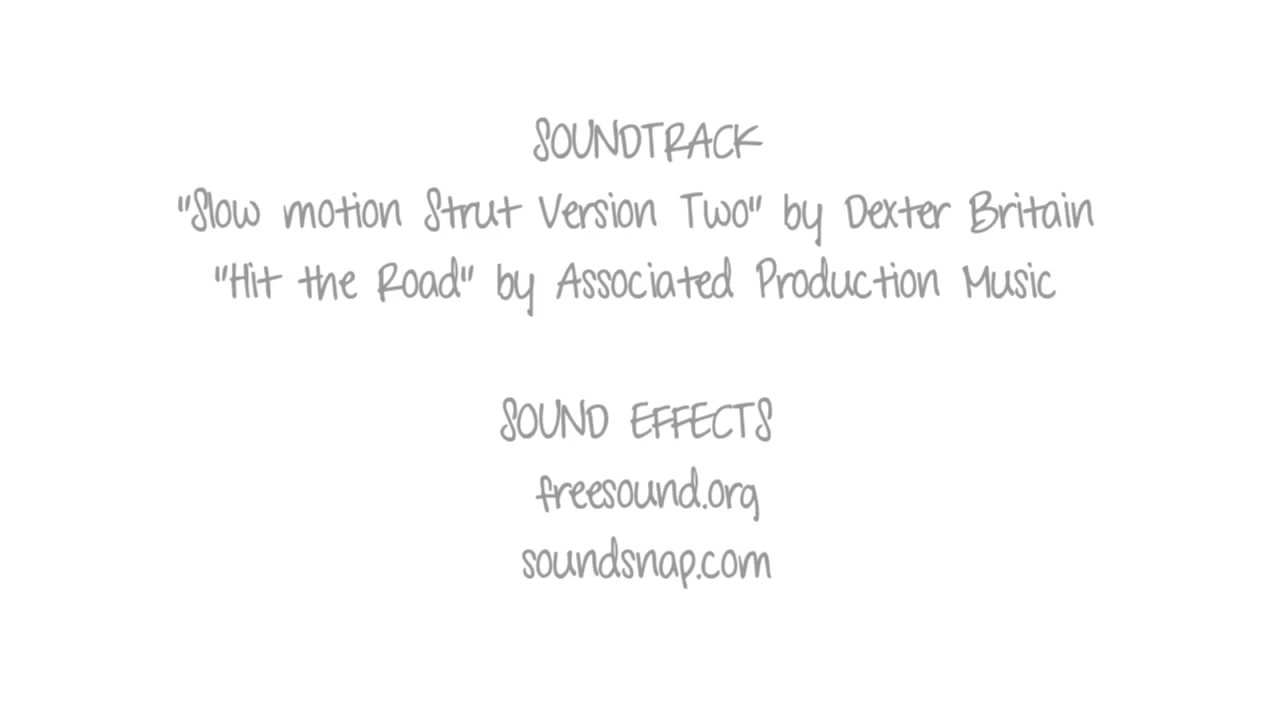 SOUNDTRACK
"Slow motion Strut Version Two" by Dexter Britain
"Hit the Road" by Associated Production Music
SOUND EFFECTS
freesound.org
soundsnap.com